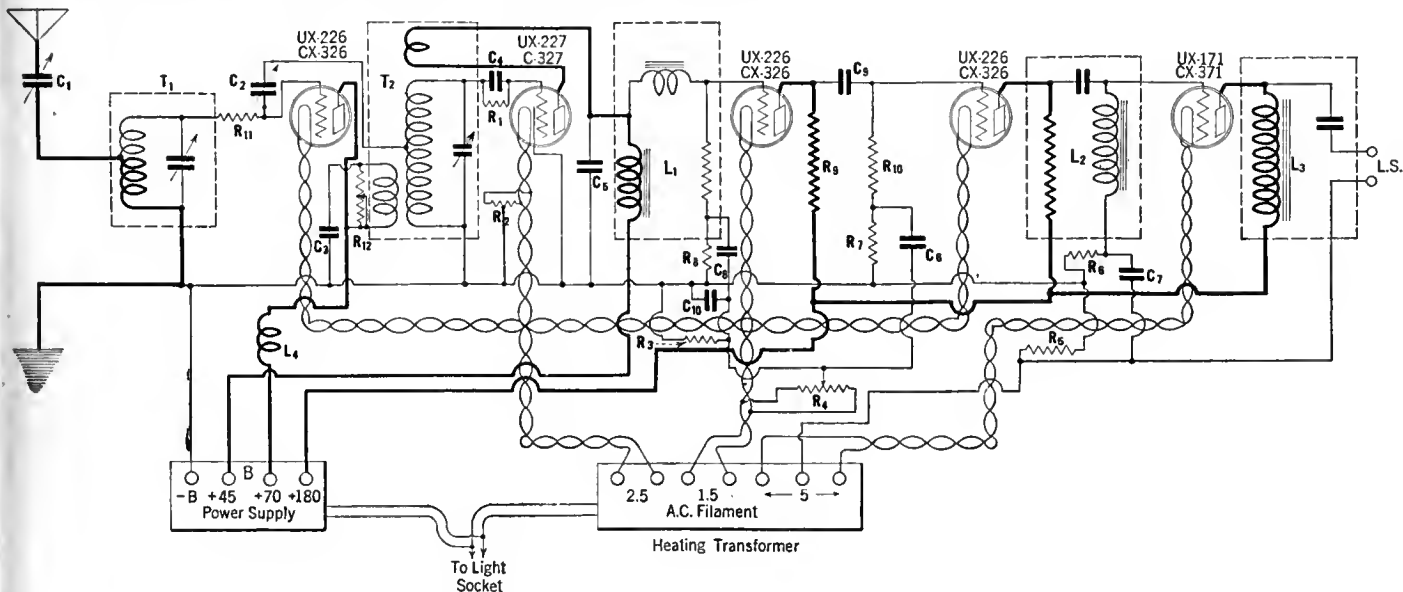 UX-226
CX-326
UX-227
C-327
UX-226
CX-326
UX-226
CX-326
UX-171
CX-371
C1
T1
C2
R11
T2
C4
R1
C9
L1
R9
R10
L2
L3
L.S.
C3
R12
R2
C5
R8
C8
R7
C6
R6
C7
C10
R3
R5
L4
R4
B
-B +45 +70 +180
Power Supply
2.5 1.5 5
A.C. Filament
Heating Transformer
To Light
Socket